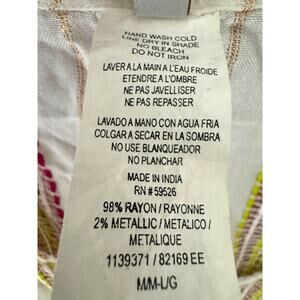 HAND WASH COLD
LINE DRY IN SHADE
NO BLEACH
DO NOT IRON
LAVER A LA MAIN A L'EAU FROIDE
ETENDRE A L'OMBRE
NE PAS JAVELLISER
NE PAS REPASSER
LAVADO A MANO CON AGUA FRIA
COLGAR A SECAR EN LA SOMBRA
NO USE BLANQUEADOR
NO PLANCHAR
MADE IN INDIA
RN # 59526
98% RAYON / RAYONNE
2% METALLIC / METALICO /
METALIQUE
1139371 / 82169 EE
M/M-L/G